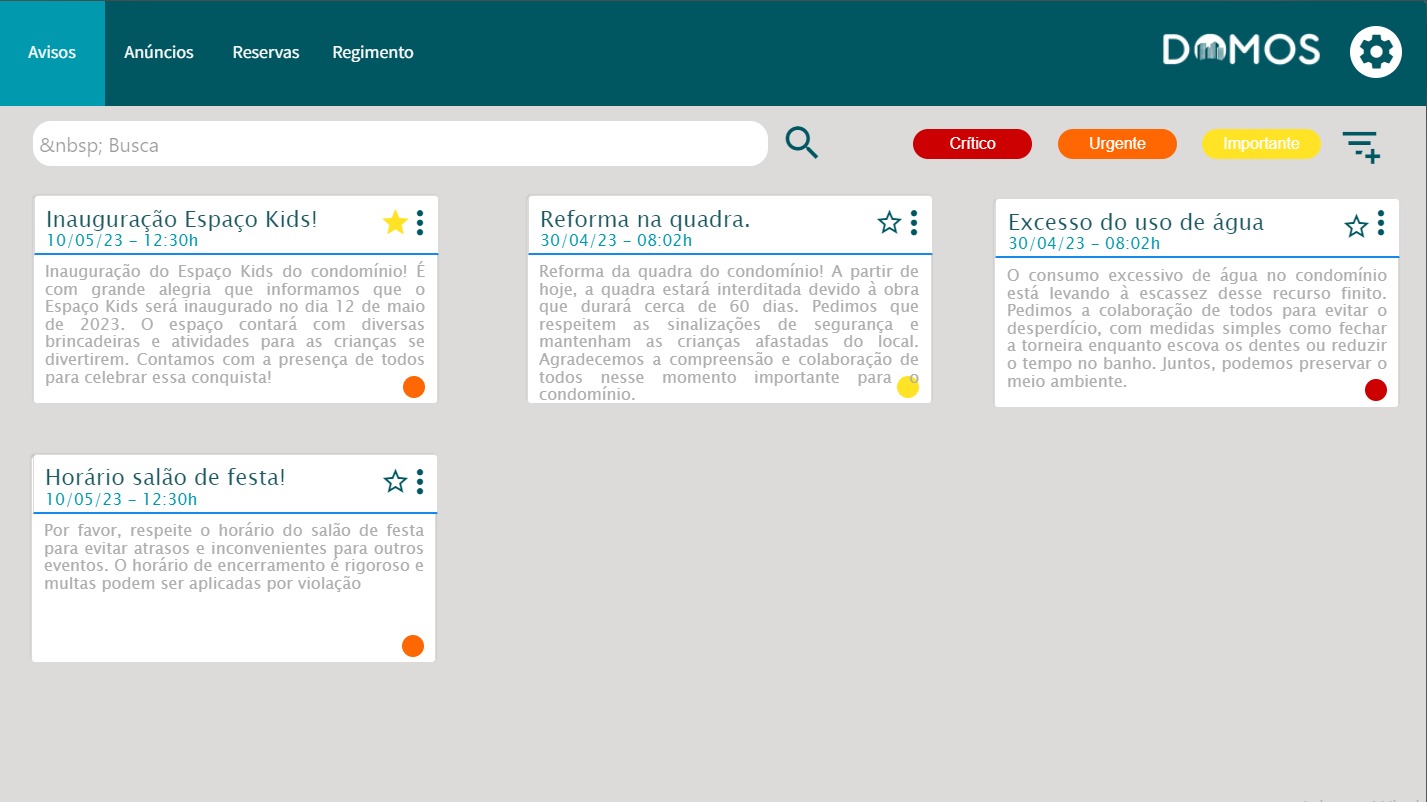 Avisos Anúncios Reservas Regimento
DOMOS
&nbsp; Busca
Crítico Urgente Importante
Inauguração Espaço Kids!
10/05/23 – 12:30h
Inauguração do Espaço Kids do condomínio! É
com grande alegria que informamos que o
Espaço Kids será inaugurado no dia 12 de maio
de 2023. O espaço contará com diversas
brincadeiras e atividades para as crianças se
divertirem. Contamos com a presença de todos
para celebrar essa conquista!
Reforma na quadra.
30/04/23 – 08:02h
Reforma da quadra do condomínio! A partir de
hoje, a quadra estará interditada devido à obra
que durará cerca de 60 dias. Pedimos que
respeitem as sinalizações de segurança e
mantenham as crianças afastadas do local.
Agradecemos a compreensão e colaboração de
todos nesse momento importante para o
condomínio.
Excesso do uso de água
30/04/23 – 08:02h
O consumo excessivo de água no condomínio
está levando à escassez desse recurso finito.
Pedimos a colaboração de todos para evitar o
desperdício, com medidas simples como fechar
a torneira enquanto escova os dentes ou reduzir
o tempo no banho. Juntos, podemos preservar o
meio ambiente.
Horário salão de festa!
10/05/23 – 12:30h
Por favor, respeite o horário do salão de festa
para evitar atrasos e inconvenientes para outros
eventos. O horário de encerramento é rigoroso e
multas podem ser aplicadas por violação